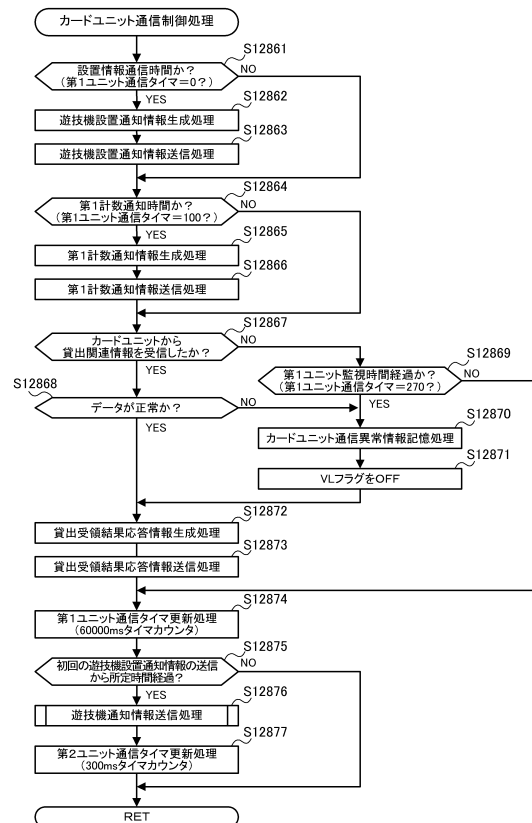 カードユニット通信制御処理
S12861
設置情報通信時間か?
(第1ユニット通信タイマ=0?)
NO
YES
S12862
遊技機設置通知情報生成処理
S12863
遊技機設置通知情報送信処理
S12864
第1計数通知時間か?
(第1ユニット通信タイマ=100?)
NO
YES
S12865
第1計数通知情報生成処理
S12866
第1計数通知情報送信処理
S12867
カードユニットから
貸出関連情報を受信したか?
NO
YES
S12869
第1ユニット監視時間経過か?
(第1ユニット通信タイマ=270?)
NO
YES
S12868
データが正常か?
NO
YES
S12870
カードユニット通信異常情報記憶処理
S12871
VLフラグをOFF
S12872
貸出受領結果応答情報生成処理
S12873
貸出受領結果応答情報送信処理
S12874
第1ユニット通信タイマ更新処理
(60000msタイマカウンタ)
S12875
初回の遊技機設置通知情報の送信
から所定時間経過?
NO
YES
S12876
遊技機通知情報送信処理
S12877
第2ユニット通信タイマ更新処理
(300msタイマカウンタ)
RET